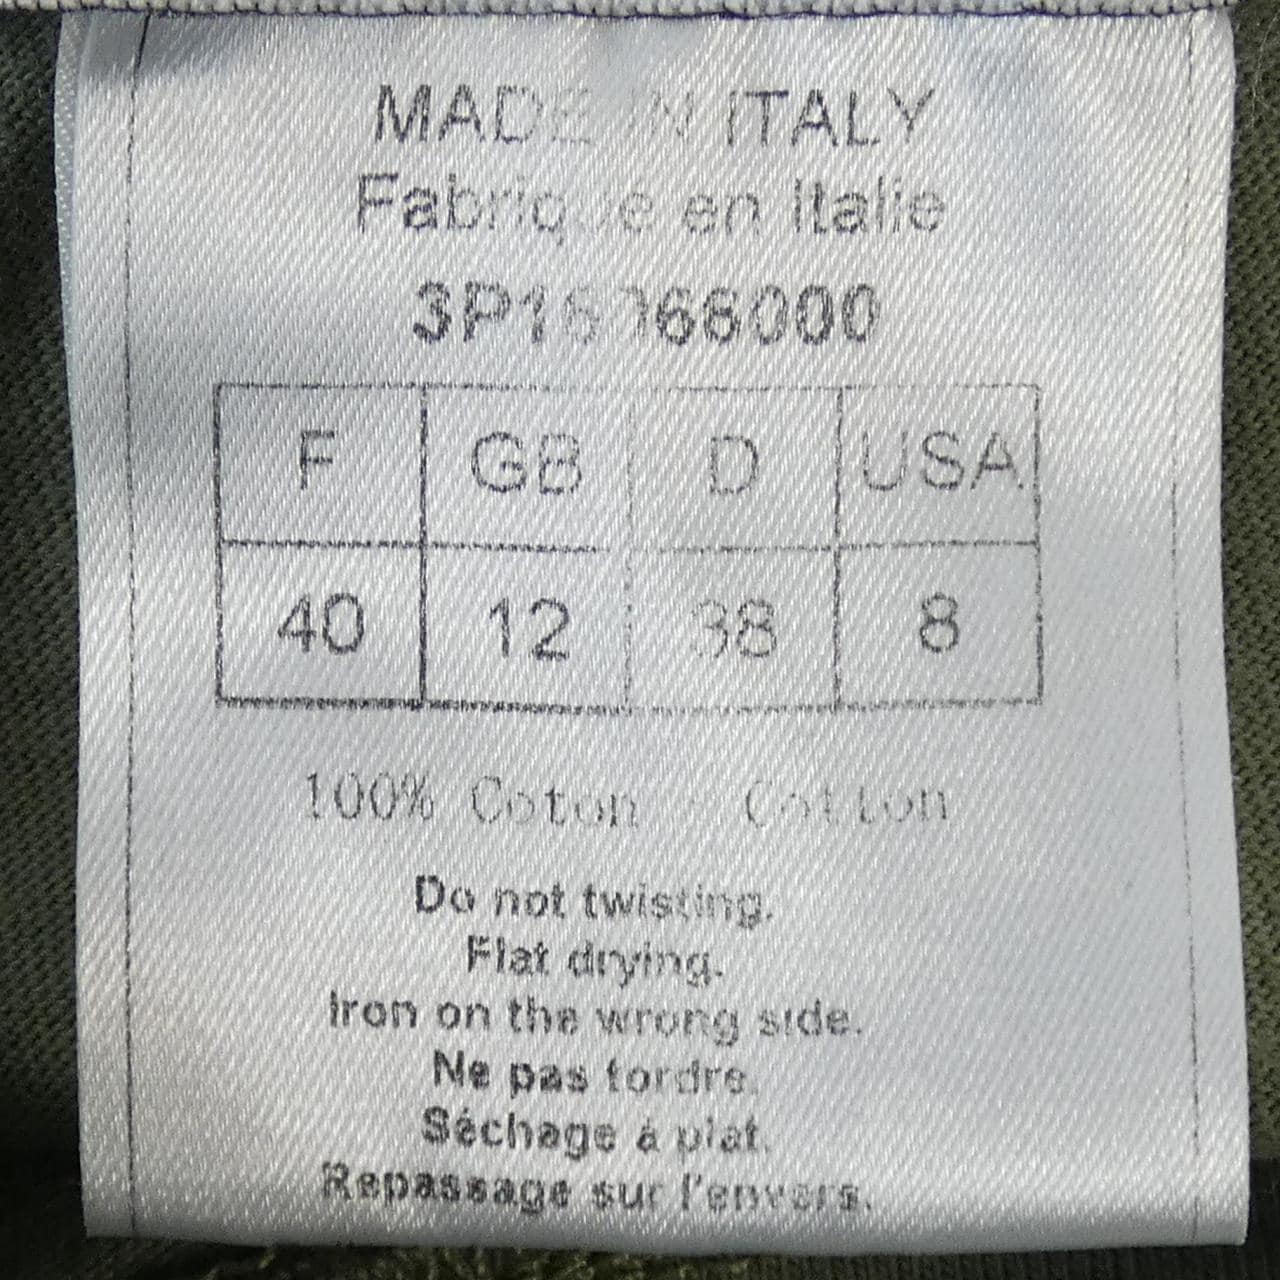 MADE IN ITALY
Fabriqué en Italie
F GB D USA
40 12 38 8
100% Coton - Cotton
Do not twisting.
Flat drying.
Iron on the wrong side.
Ne pas tordre.
Séchage à plat.
Repassage sur l'envers.